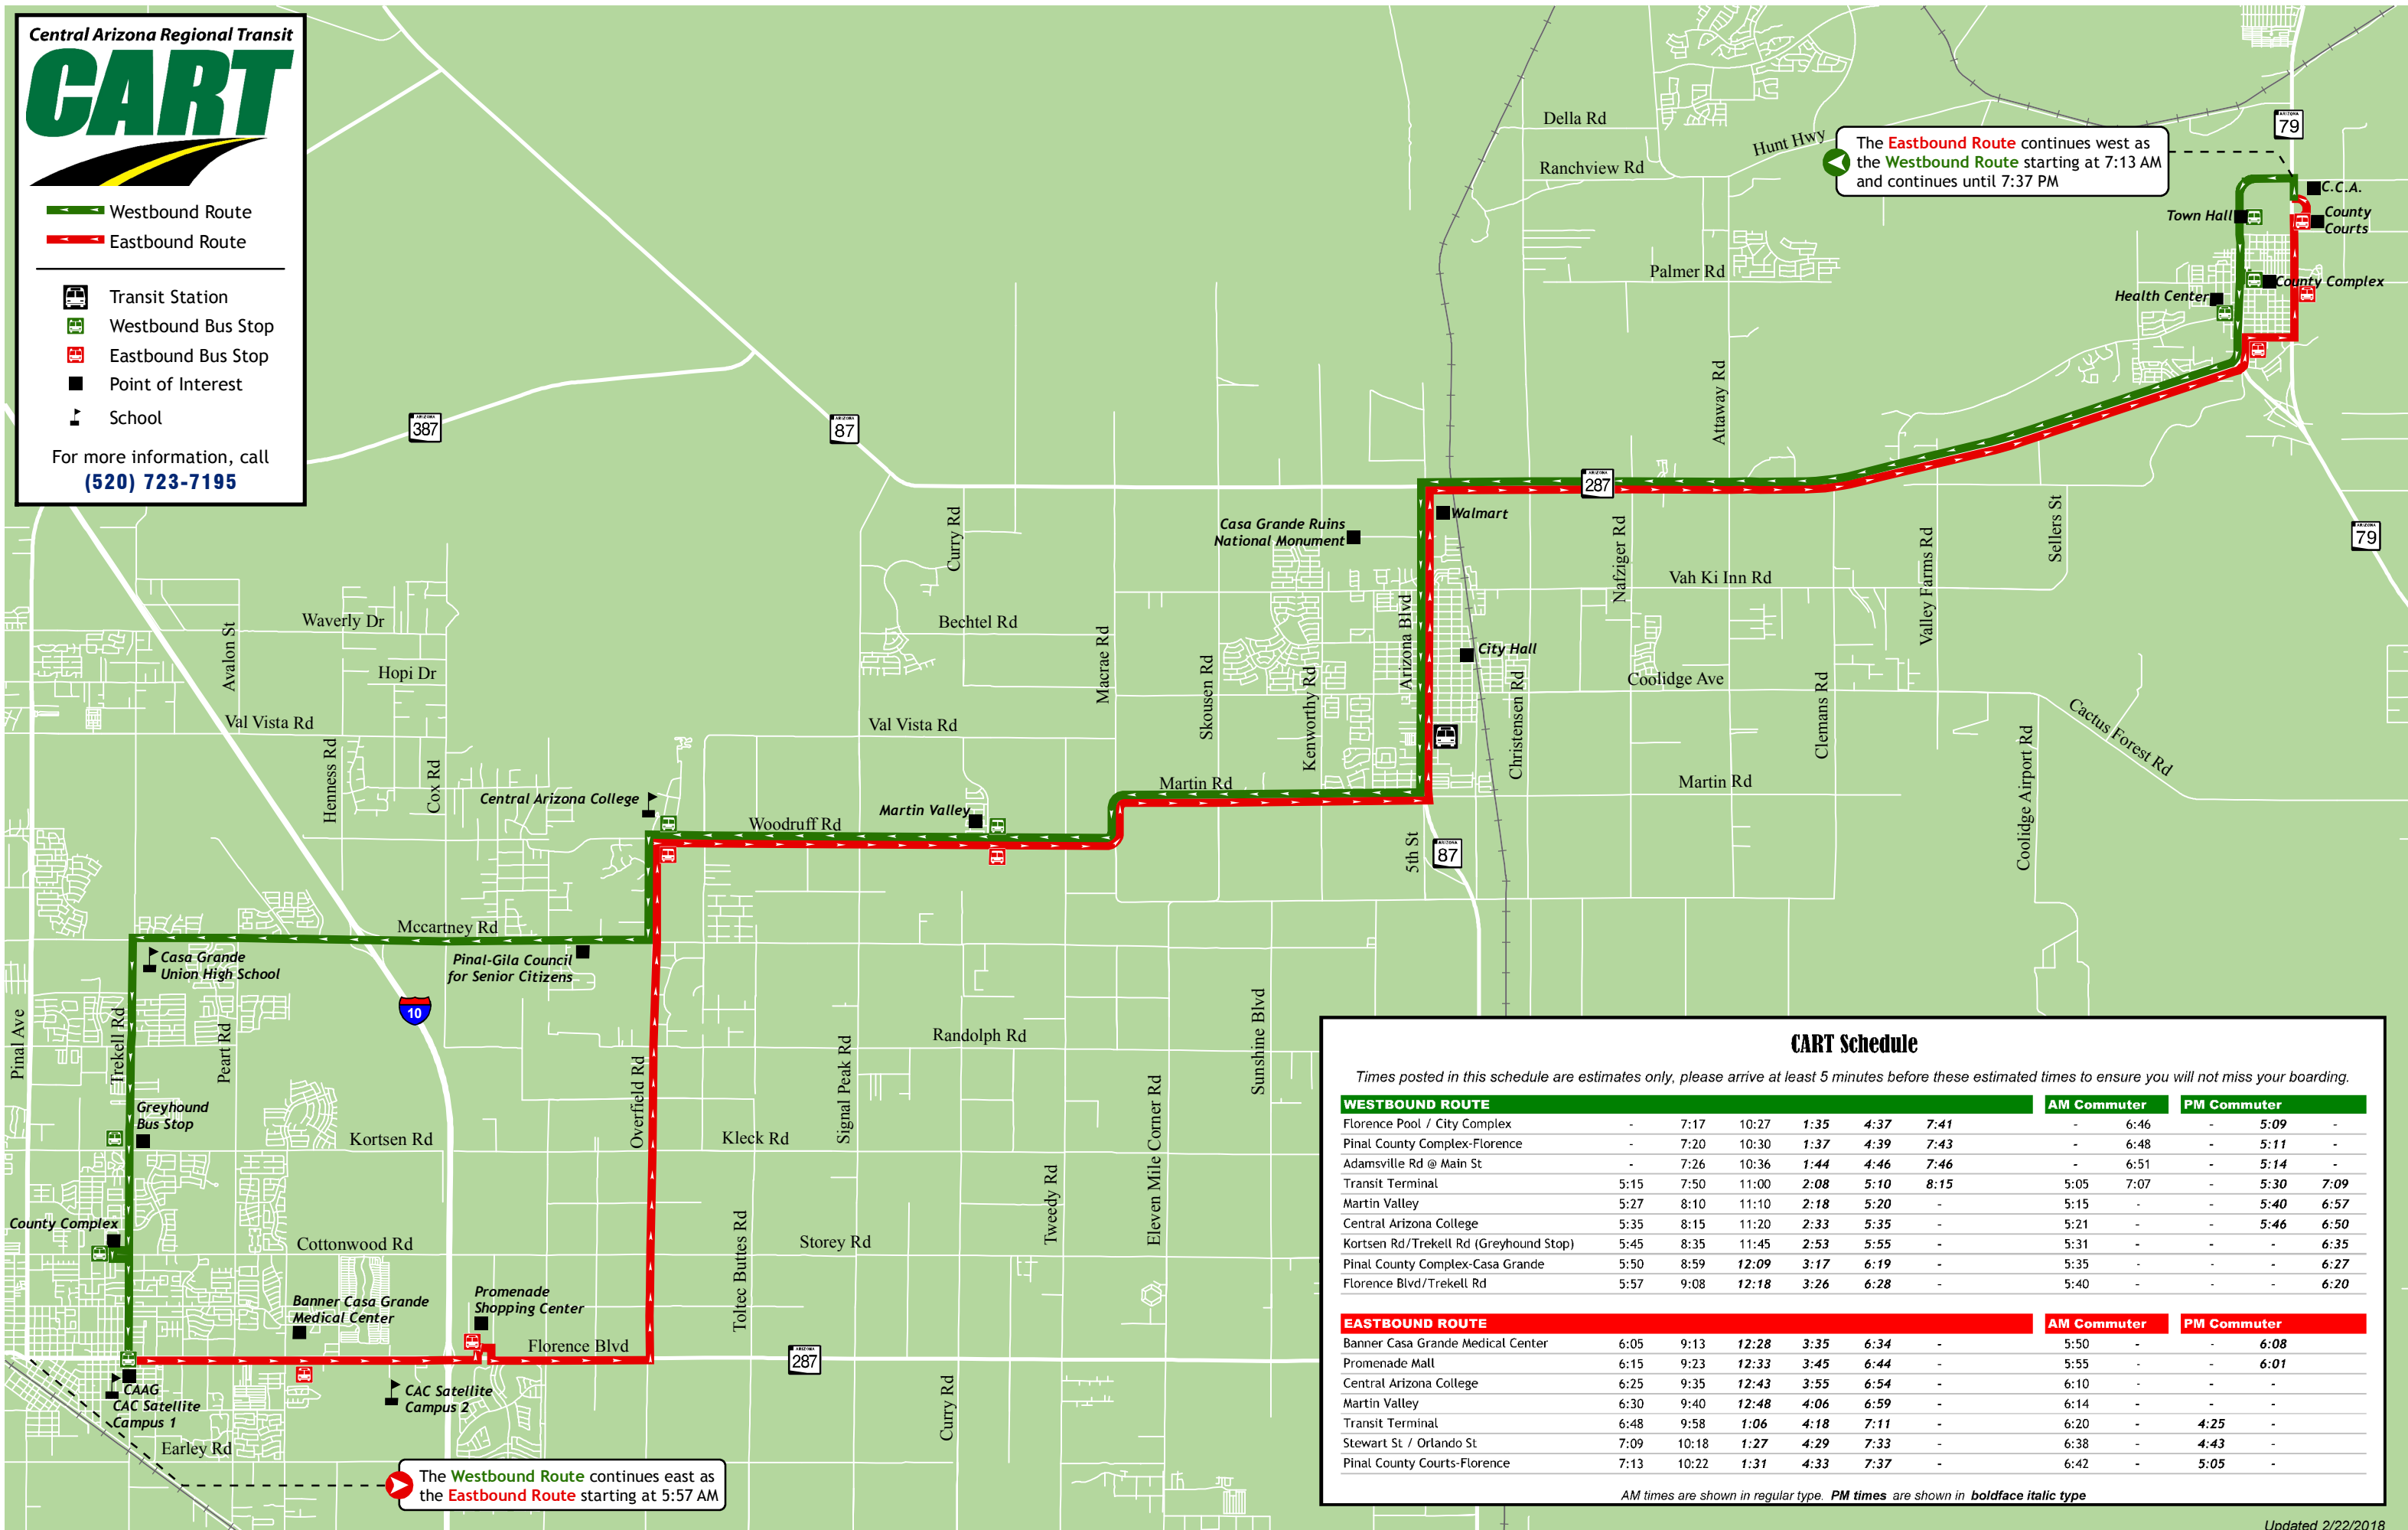 Central Arizona Regional Transit
CART
Westbound Route
Eastbound Route
Transit Station
Westbound Bus Stop
Eastbound Bus Stop
Point of Interest
School
For more information, call
(520) 723-7195
ARIZONA
387
ARIZONA
87
Della Rd
Ranchview Rd
Hunt Hwy
Palmer Rd
Attaway Rd
The Eastbound Route continues west as
the Westbound Route starting at 7:13 AM
and continues until 7:37 PM
ARIZONA
79
C.C.A.
Town Hall
County
Courts
County Complex
Health Center
ARIZONA
287
ARIZONA
79
Walmart
Casa Grande Ruins
National Monument
Curry Rd
Nafziger Rd
Vah Ki Inn Rd
Valley Farms Rd
Sellers St
Waverly Dr
Avalon St
Hopi Dr
Val Vista Rd
Henness Rd
Cox Rd
Bechtel Rd
Macrae Rd
Val Vista Rd
Skousen Rd
Kenworthy Rd
Arizona Blvd
City Hall
Coolidge Ave
Christensen Rd
Clemans Rd
Cactus Forest Rd
Coolidge Airport Rd
Martin Rd
Martin Rd
Central Arizona College
Woodruff Rd
Martin Valley
5th St
ARIZONA
87
Mccartney Rd
Casa Grande
Union High School
Pinal-Gila Council
for Senior Citizens
10
Pinal Ave
Trekell Rd
Peart Rd
Overfield Rd
Signal Peak Rd
Randolph Rd
Sunshine Blvd
Eleven Mile Corner Rd
Greyhound
Bus Stop
Kortsen Rd
Kleck Rd
Tweedy Rd
County Complex
Cottonwood Rd
Storey Rd
Toltec Buttes Rd
Banner Casa Grande
Medical Center
Promenade
Shopping Center
Florence Blvd
ARIZONA
287
CAAG
CAC Satellite
Campus 1
CAC Satellite
Campus 2
Curry Rd
Earley Rd
The Westbound Route continues east as
the Eastbound Route starting at 5:57 AM
CART Schedule
Times posted in this schedule are estimates only, please arrive at least 5 minutes before these estimated times to ensure you will not miss your boarding.
WESTBOUND ROUTE AM Commuter PM Commuter
Florence Pool / City Complex - 7:17 10:27 1:35 4:37 7:41 - 6:46 - 5:09 -
Pinal County Complex-Florence - 7:20 10:30 1:37 4:39 7:43 - 6:48 - 5:11 -
Adamsville Rd @ Main St - 7:26 10:36 1:44 4:46 7:46 - 6:51 - 5:14 -
Transit Terminal 5:15 7:50 11:00 2:08 5:10 8:15 5:05 7:07 - 5:30 7:09
Martin Valley 5:27 8:10 11:10 2:18 5:20 - 5:15 - - 5:40 6:57
Central Arizona College 5:35 8:15 11:20 2:33 5:35 - 5:21 - - 5:46 6:50
Kortsen Rd/Trekell Rd (Greyhound Stop) 5:45 8:35 11:45 2:53 5:55 - 5:31 - - - 6:35
Pinal County Complex-Casa Grande 5:50 8:59 12:09 3:17 6:19 - 5:35 - - - 6:27
Florence Blvd/Trekell Rd 5:57 9:08 12:18 3:26 6:28 - 5:40 - - - 6:20
EASTBOUND ROUTE AM Commuter PM Commuter
Banner Casa Grande Medical Center 6:05 9:13 12:28 3:35 6:34 - 5:50 - - 6:08
Promenade Mall 6:15 9:23 12:33 3:45 6:44 - 5:55 - - 6:01
Central Arizona College 6:25 9:35 12:43 3:55 6:54 - 6:10 - - -
Martin Valley 6:30 9:40 12:48 4:06 6:59 - 6:14 - - -
Transit Terminal 6:48 9:58 1:06 4:18 7:11 - 6:20 - 4:25 -
Stewart St / Orlando St 7:09 10:18 1:27 4:29 7:33 - 6:38 - 4:43 -
Pinal County Courts-Florence 7:13 10:22 1:31 4:33 7:37 - 6:42 - 5:05 -
AM times are shown in regular type. PM times are shown in boldface italic type
Updated 2/22/2018